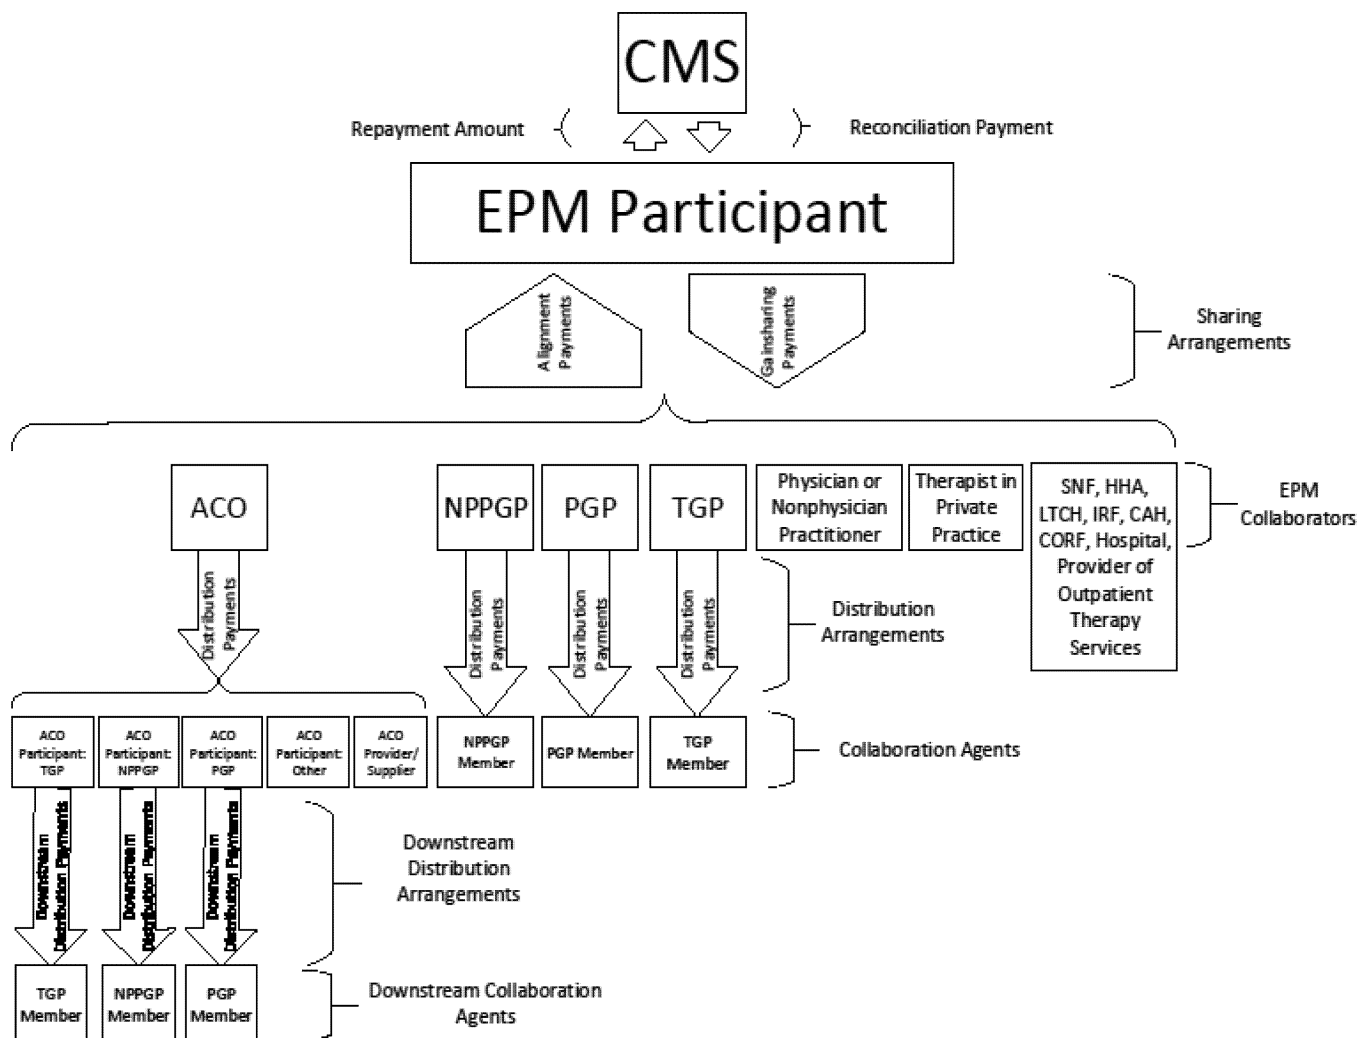 CMS
Repayment Amount
Reconciliation Payment
EPM Participant
Alignment
Payments
Gainsharing
Payments
Sharing
Arrangements
ACO
NPPGP
PGP
TGP
Physician or
Nonphysician
Practitioner
Therapist in
Private
Practice
SNF, HHA,
LTCH, IRF, CAH,
CORF, Hospital,
Provider of
Outpatient
Therapy
Services
EPM
Collaborators
Distribution
Payments
Distribution
Payments
Distribution
Payments
Distribution
Payments
Distribution
Arrangements
ACO
Participant:
TGP
ACO
Participant:
NPPGP
ACO
Participant:
PGP
ACO
Participant:
Other
ACO
Provider/
Supplier
NPPGP
Member
PGP Member
TGP
Member
Collaboration Agents
Downstream
Distribution Payments
Downstream
Distribution Payments
Downstream
Distribution Payments
Downstream
Distribution
Arrangements
TGP
Member
NPPGP
Member
PGP
Member
Downstream Collaboration
Agents